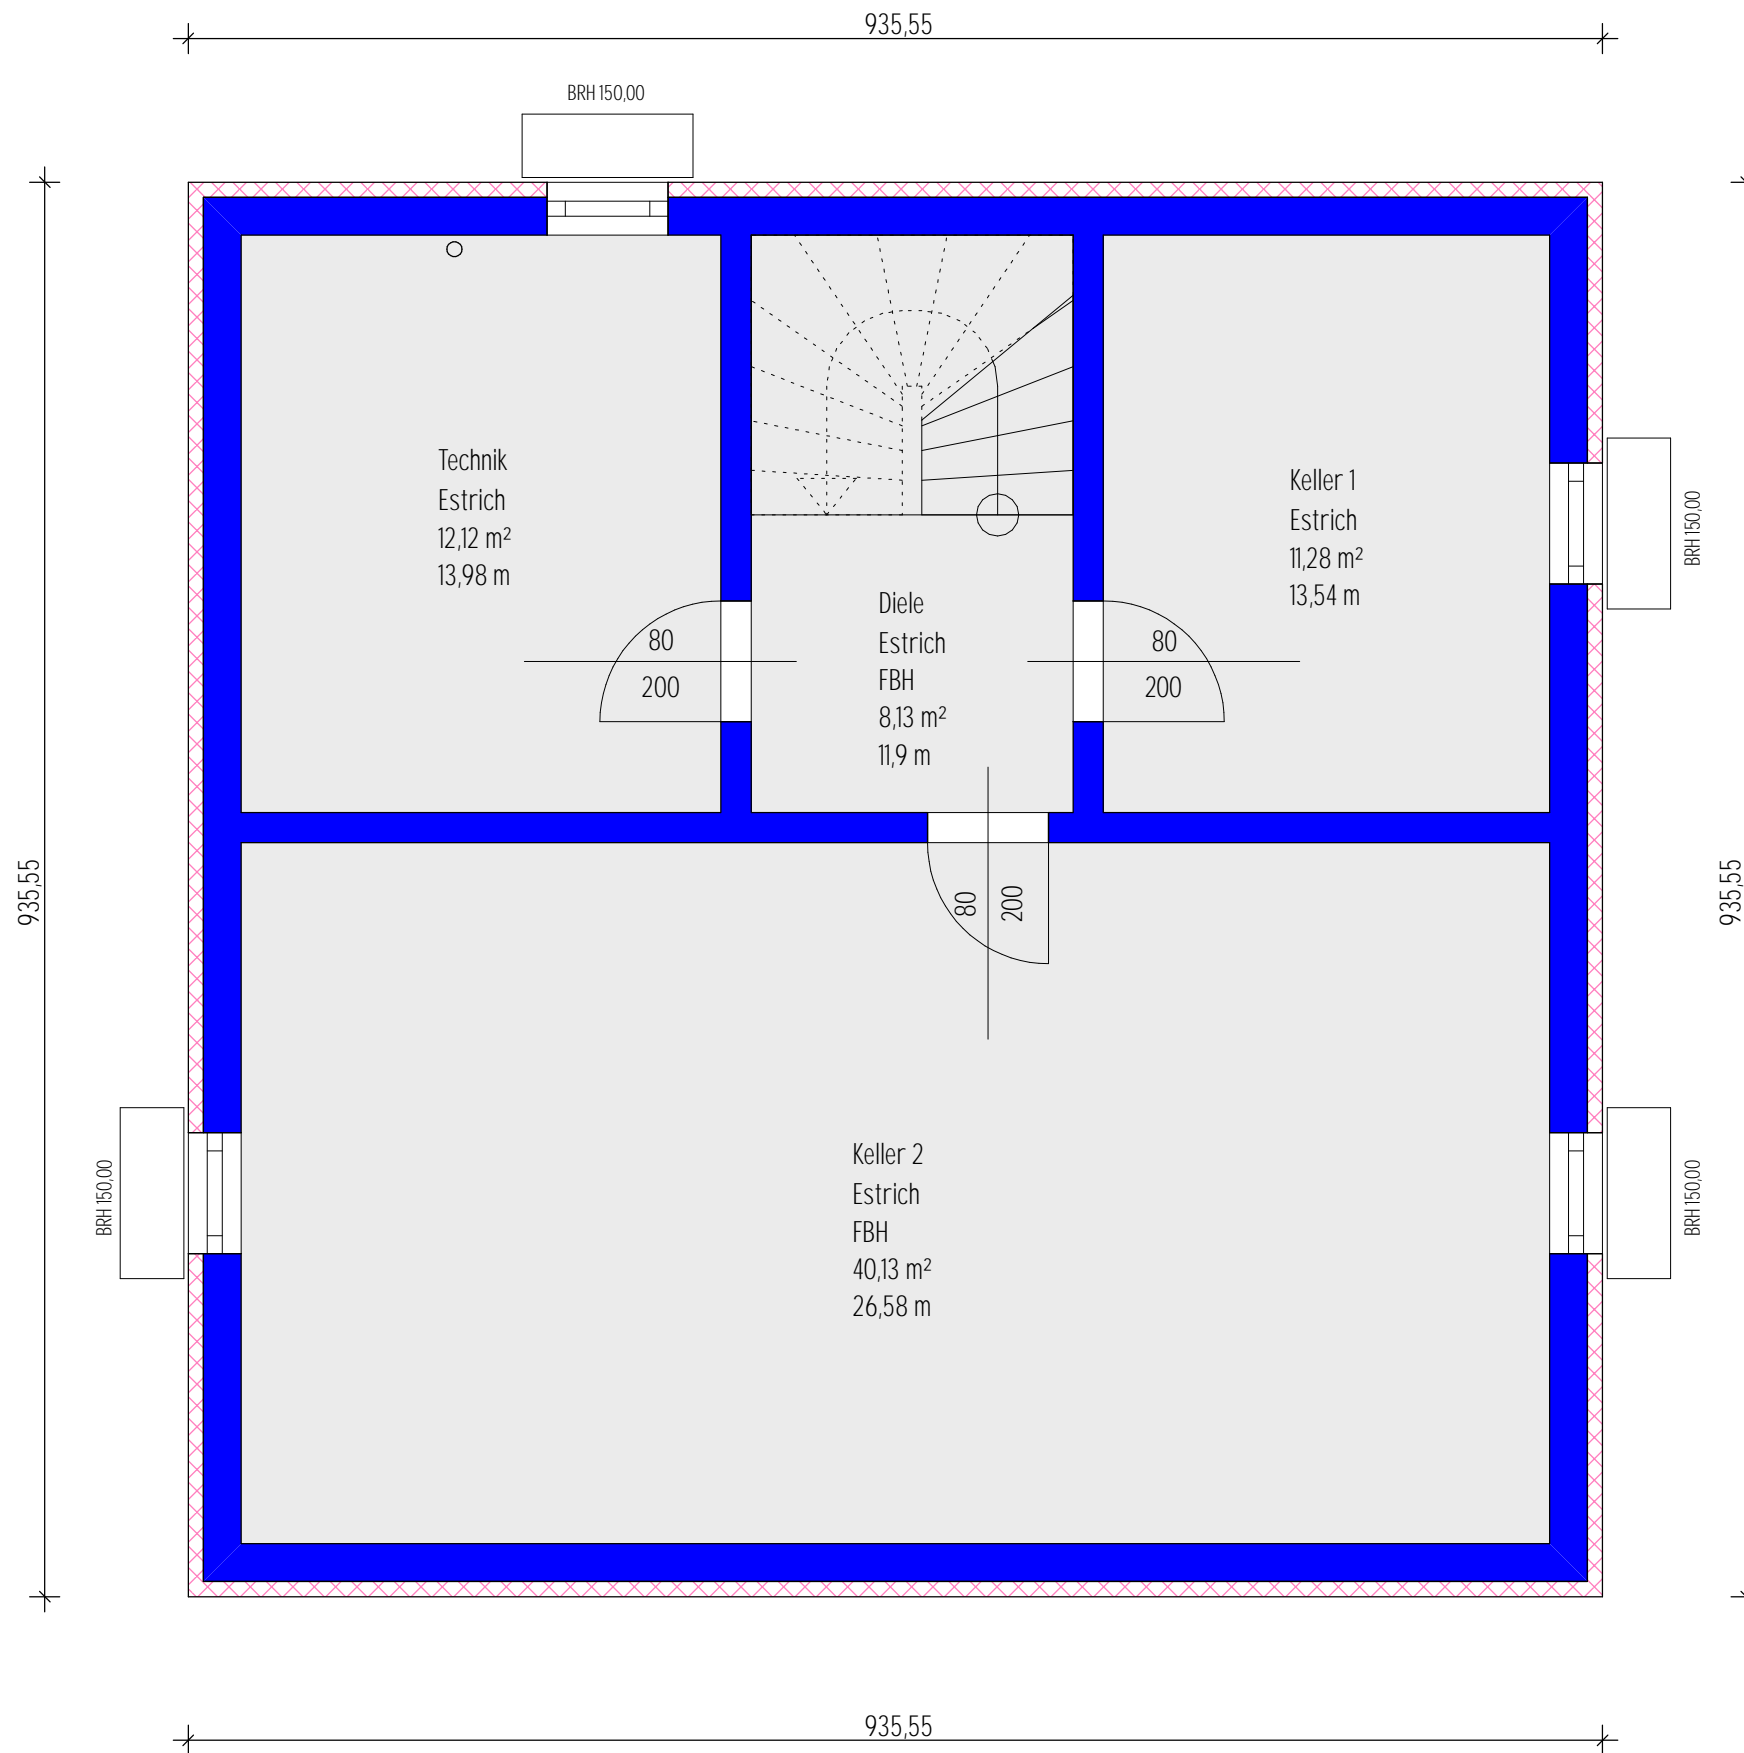 935,55
BRH 150,00
Technik
Estrich
12,12 m²
13,98 m
Keller 1
Estrich
11,28 m²
13,54 m
BRH 150,00
Diele
Estrich
FBH
8,13 m²
11,9 m
80
200
80
200
935,55
80
200
935,55
Keller 2
Estrich
FBH
40,13 m²
26,58 m
BRH 150,00
BRH 150,00
935,55